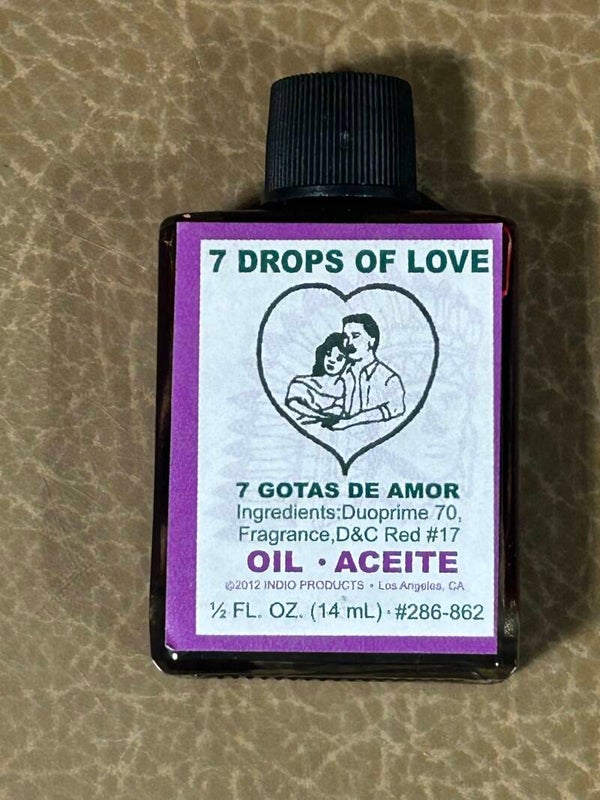 7 DROPS OF LOVE
7 GOTAS DE AMOR
Ingredients:Duoprime 70,
Fragrance,D&C Red #17
OIL · ACEITE
©2012 INDIO PRODUCTS • Los Angeles, CA
½ FL. OZ. (14 mL) · #286-862